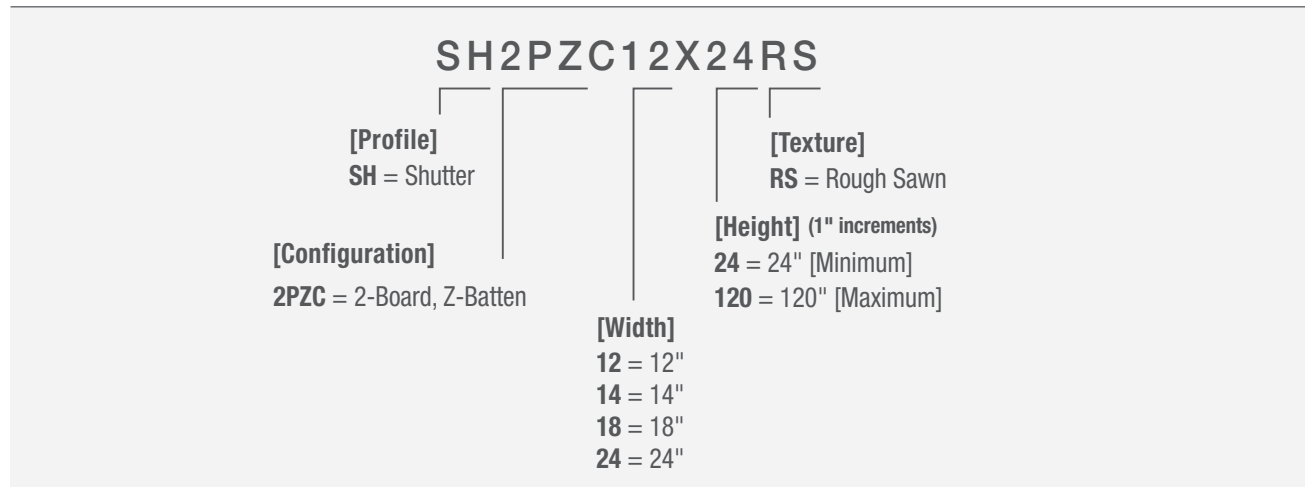 SH2PZC12X24RS
[Profile]
SH = Shutter
[Texture]
RS = Rough Sawn
[Configuration]
2PZC = 2-Board, Z-Batten
[Height] (1" increments)
24 = 24" [Minimum]
120 = 120" [Maximum]
[Width]
12 = 12"
14 = 14"
18 = 18"
24 = 24"